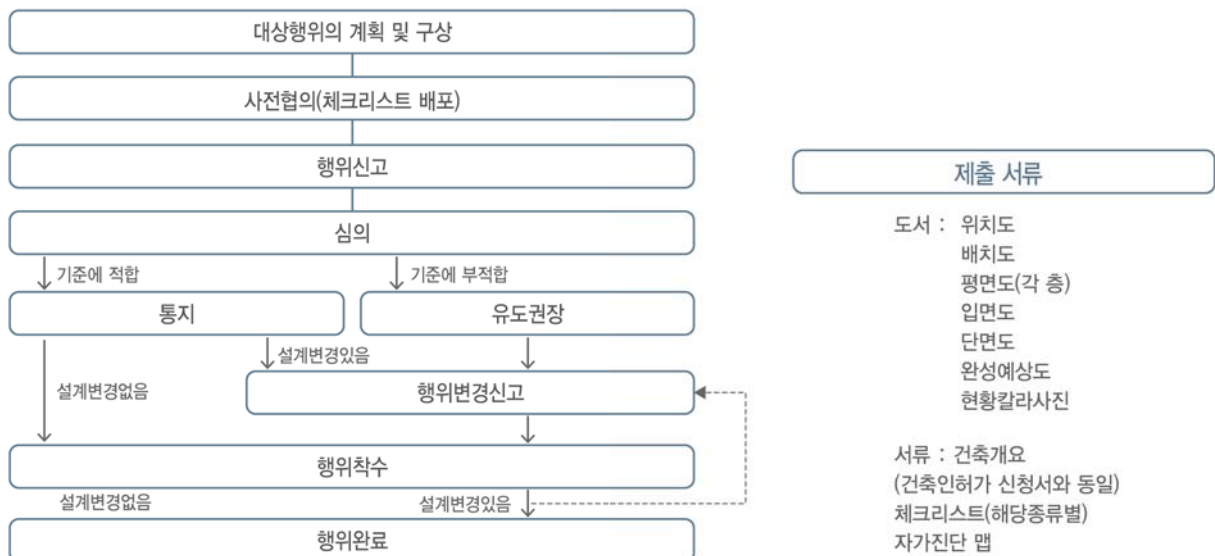 대상행위의 계획 및 구상
사전협의(체크리스트 배포)
행위신고
심의
기준에 적합
기준에 부적합
통지
유도권장
설계변경있음
설계변경없음
행위변경신고
행위착수
설계변경없음
설계변경있음
행위완료
제출 서류
도서 : 위치도
배치도
평면도(각 층)
입면도
단면도
완성예상도
현황칼라사진
서류 : 건축개요
(건축인허가 신청서와 동일)
체크리스트(해당종류별)
자가진단 맵